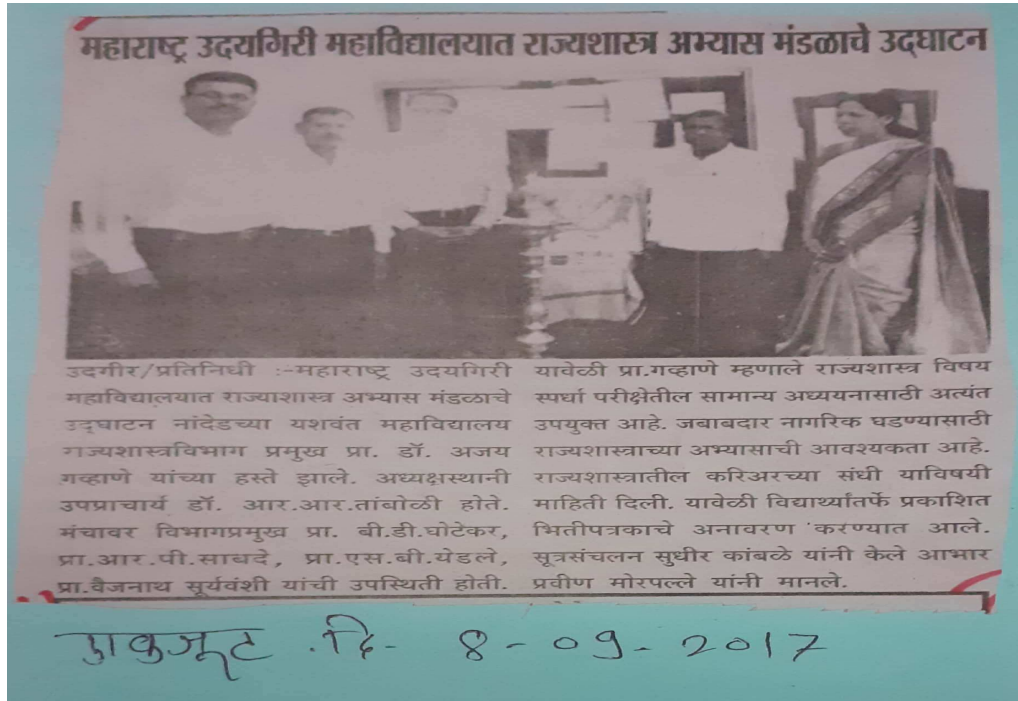 महाराष्ट्र उदयगिरी महाविद्यालयात राज्यशास्त्र अभ्यास मंडळाचे उद्घाटन
उदगीर/प्रतिनिधी :-महाराष्ट्र उदयगिरी
महाविद्यालयात राज्याशास्त्र अभ्यास मंडळाचे
उद्घाटन नांदेडच्या यशवंत महाविद्यालय
राज्यशास्त्रविभाग प्रमुख प्रा. डॉ. अजय
गव्हाणे यांच्या हस्ते झाले. अध्यक्षस्थानी
उपप्राचार्य डॉ. आर.आर.तांबोळी होते.
मंचावर विभागप्रमुख प्रा. बी.डी.घोटेकर,
प्रा.आर.पी.साबदे, प्रा.एस.बी.येडले,
प्रा.वैजनाथ सूर्यवंशी यांची उपस्थिती होती.
यावेळी प्रा.गव्हाणे म्हणाले राज्यशास्त्र विषय
स्पर्धा परीक्षेतील सामान्य अध्ययनासाठी अत्यंत
उपयुक्त आहे. जबाबदार नागरिक घडण्यासाठी
राज्यशास्त्राच्या अभ्यासाची आवश्यकता आहे.
राज्यशास्त्रातील करिअरच्या संधी याविषयी
माहिती दिली. यावेळी विद्यार्थ्यांतर्फे प्रकाशित
भितीपत्रकाचे अनावरण करण्यात आले.
सूत्रसंचलन सुधीर कांबळे यांनी केले आभार
प्रवीण मोरपल्ले यांनी मानले.
एकजूट .दि- 8-09-2017